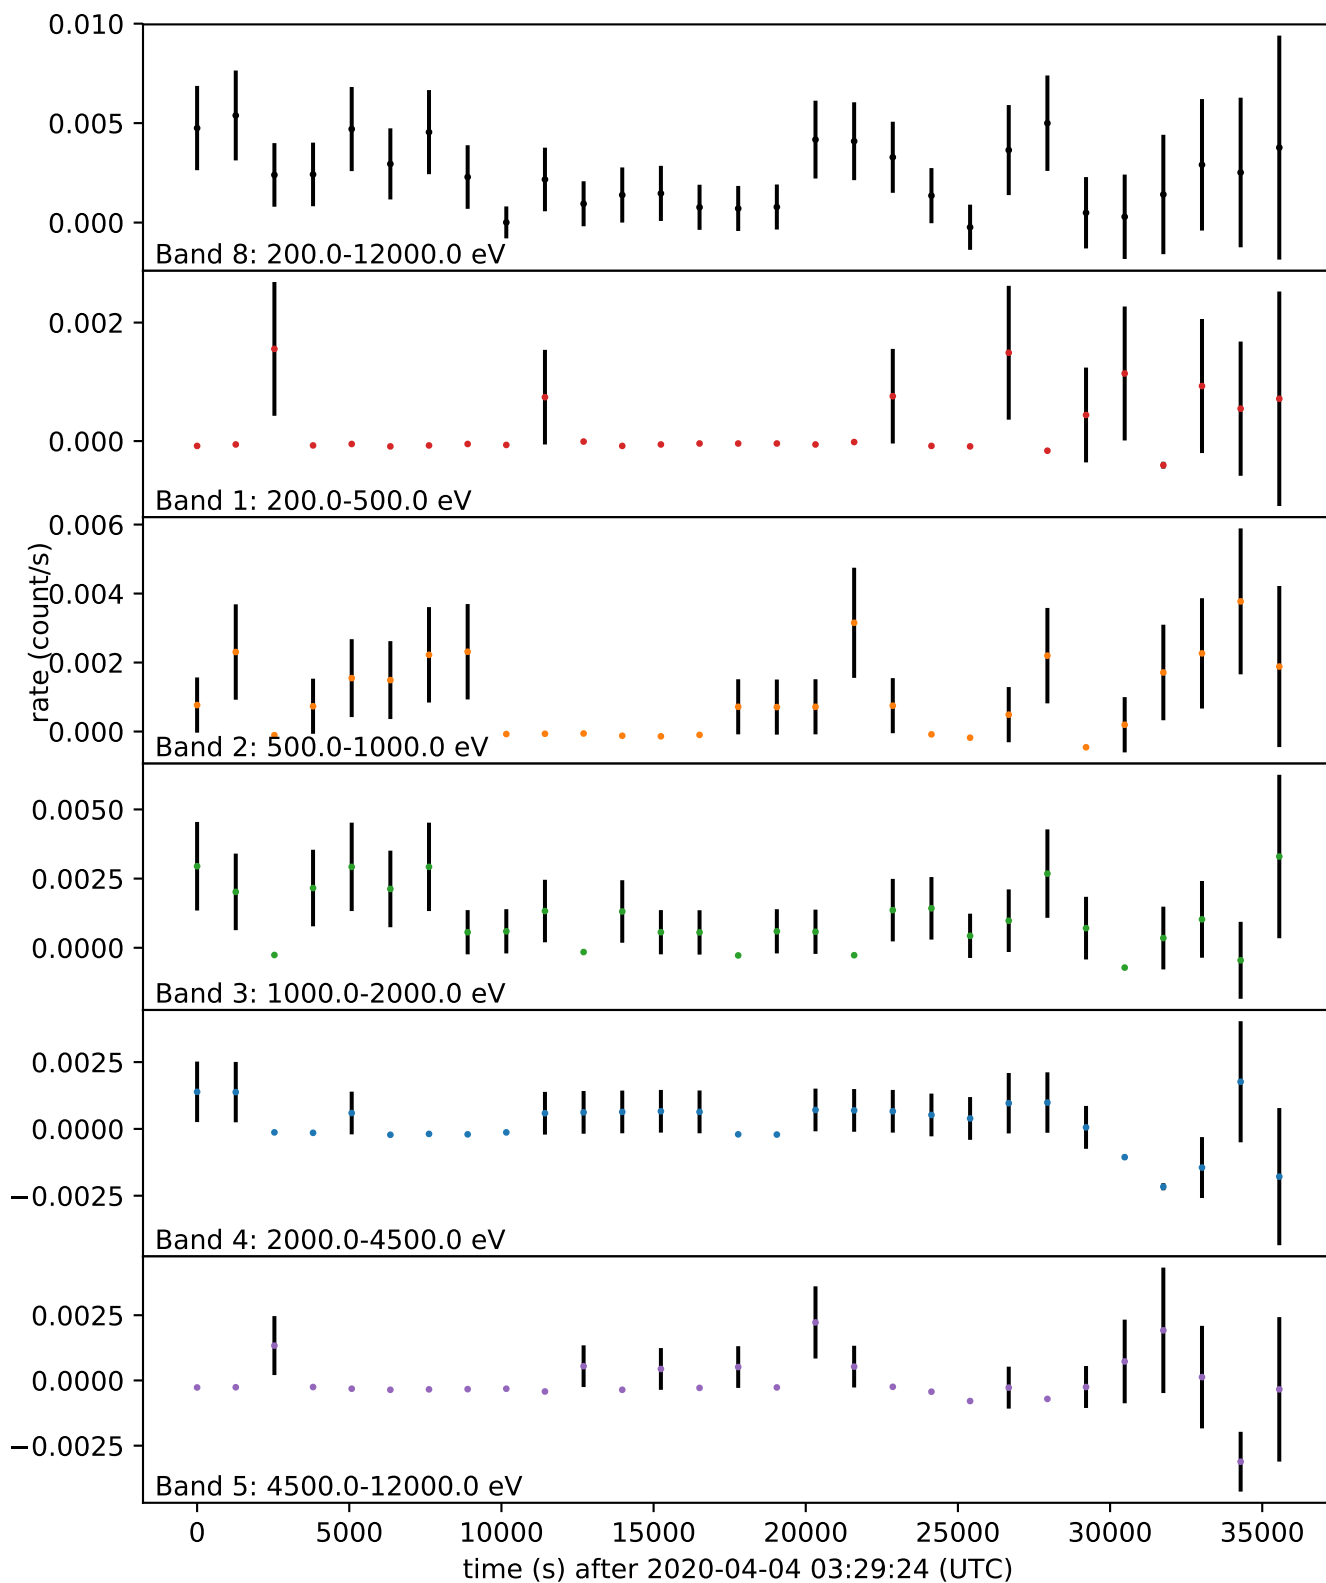 0.010
0.005
0.000
Band 8: 200.0-12000.0 eV
0.002
0.000
Band 1: 200.0-500.0 eV
rate (count/s)
0.006
0.004
0.002
0.000
Band 2: 500.0-1000.0 eV
0.0050
0.0025
0.0000
Band 3: 1000.0-2000.0 eV
0.0025
0.0000
−0.0025
Band 4: 2000.0-4500.0 eV
0.0025
0.0000
−0.0025
Band 5: 4500.0-12000.0 eV
0 5000 10000 15000 20000 25000 30000 35000
time (s) after 2020-04-04 03:29:24 (UTC)